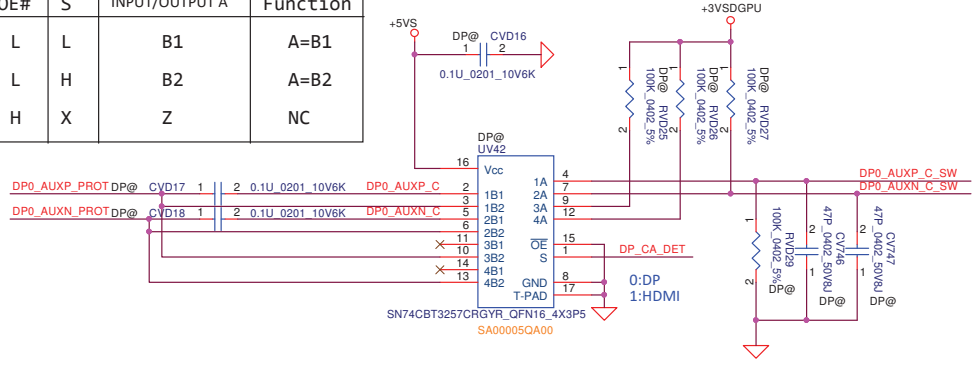 OE# S INPUT/OUTPUT A Function
L L B1 A=B1
L H B2 A=B2
H X Z NC
+5VS
DP@ CVD16
1 2
0.1U_0201_10V6K
+3VSDGPU
1 1 1
DP@ RVD25
100K_0402_5%
DP@ RVD26
100K_0402_5%
DP@ RVD27
100K_0402_5%
2 2 2
DP@
UV42
16 Vcc
DP0_AUXP_PROT DP@ CVD17 1 2 0.1U_0201_10V6K DP0_AUXP_C 2 1B1
3 1B2
DP0_AUXN_PROT DP@ CVD18 1 2 0.1U_0201_10V6K DP0_AUXN_C 5 2B1
6 2B2
11 3B1
10 3B2
14 4B1
13 4B2
1A 4 DP0_AUXP_C_SW
2A 7 DP0_AUXN_C_SW
3A 9
4A 12
OE 15
S 1 DP_CA_DET
GND 8
T-PAD 17
0:DP
1:HDMI
SN74CBT3257CRGYR_QFN16_4X3P5
SA00005QA00
1
RVD29
100K_0402_5%
2
DP@
2
CV746
47P_0402_50V8J
1
DP@
2
CV747
47P_0402_50V8J
1
DP@